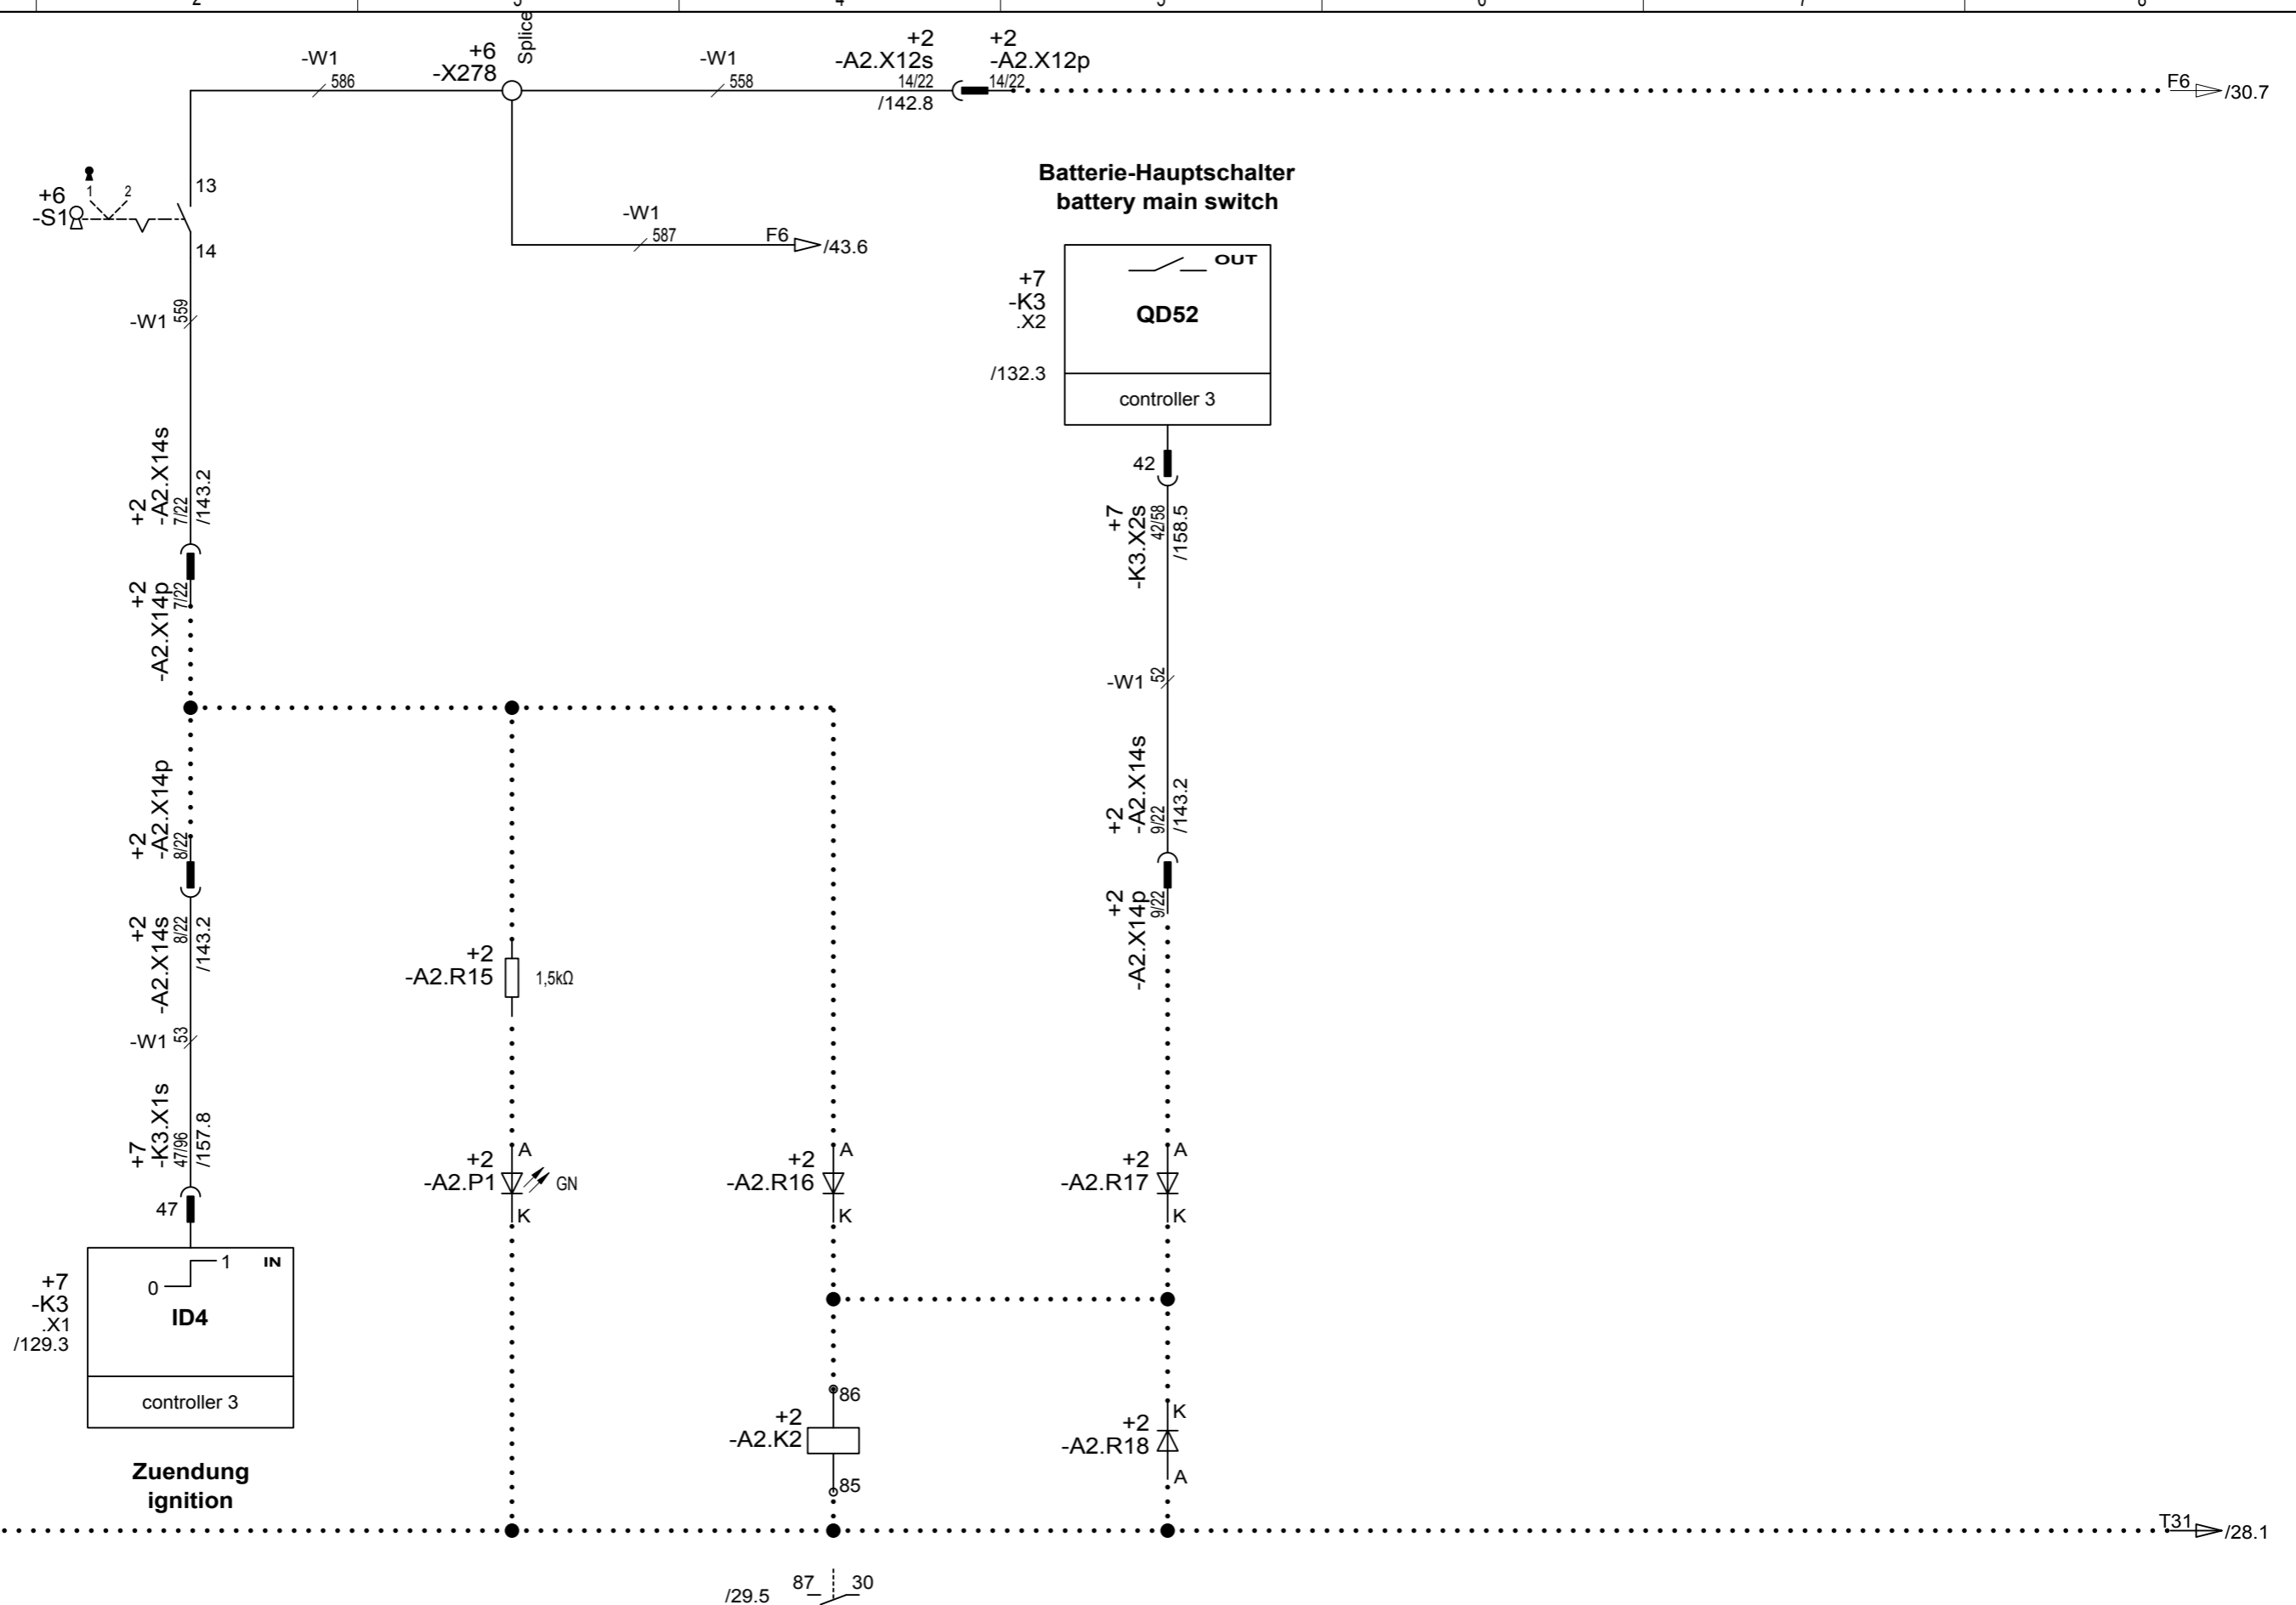 2 3 4 5 6 7 8
Splice
+6
-X278
-W1
586
-W1
558
+2
-A2.X12s
14/22
/142.8
+2
-A2.X12p
14/22
F6
/30.7
-W1
587
F6
/43.6
1 2
+6
-S1
13
14
-W1
559
Batterie-Hauptschalter
battery main switch
OUT
+7
-K3
.X2
QD52
/132.3
controller 3
42
+7
-K3.X2s
42/58
/158.5
-W1
52
+2
-A2.X14s
9/22
/143.2
+2
-A2.X14p
9/22
+2
-A2.X14s
7/22
/143.2
+2
-A2.X14p
7/22
+2
-A2.X14p
8/22
+2
-A2.X14s
8/22
/143.2
-W1
53
+7
-K3.X1s
47/96
/157.8
47
+2
-A2.R15
1,5kΩ
A
+2
-A2.P1
GN
K
A
+2
-A2.R16
K
A
+2
-A2.R17
K
1 IN
0
+7
-K3
.X1
/129.3
ID4
controller 3
Zuendung
ignition
86
+2
-A2.K2
85
K
+2
-A2.R18
A
T31
/28.1
/29.5
87 30